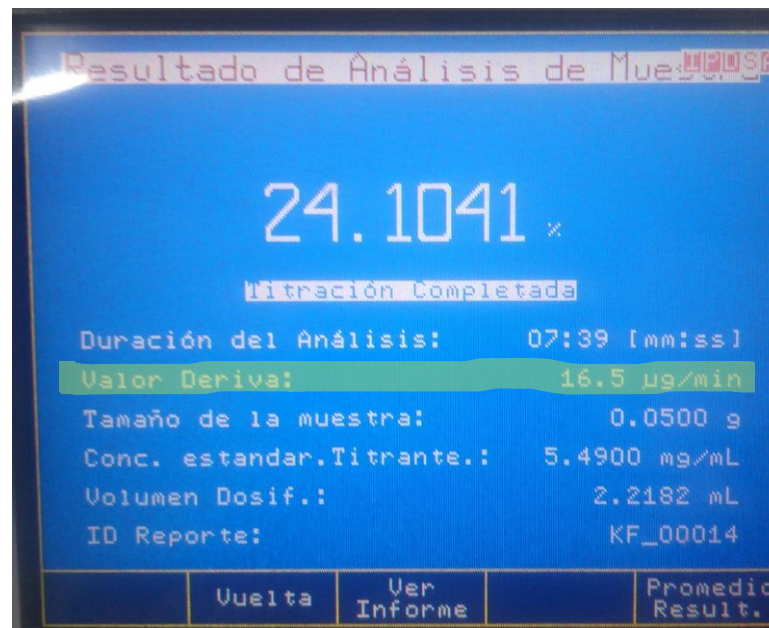 Resultado de Análisis de
24.1041 %
Titración Completada
Duración del Análisis: 07:39 [mm:ss]
Valor Deriva: 16.5 µg/min
Tamaño de la muestra: 0.0500 g
Conc. estandar.Titrante.: 5.4900 mg/mL
Volumen Dosif.: 2.2182 mL
ID Reporte: KF_00014
Vuelta
Ver Informe
Promedio Result.